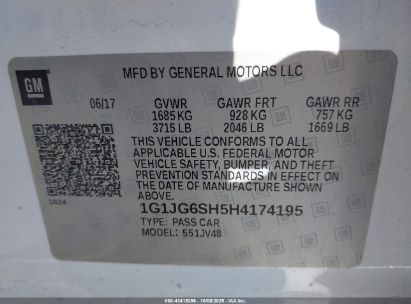 GM
MFD BY GENERAL MOTORS LLC
06/17 GVWR GAWR FRT GAWR RR
1685 KG 928 KG 757 KG
3715 LB 2046 LB 1669 LB
THIS VEHICLE CONFORMS TO ALL
APPLICABLE U.S. FEDERAL MOTOR
VEHICLE SAFETY, BUMPER, AND THEFT
PREVENTION STANDARDS IN EFFECT ON
THE DATE OF MANUFACTURE SHOWN
ABOVE.
1G1JG6SH5H4174195
TYPE: PASS CAR
MODEL: 551JV48